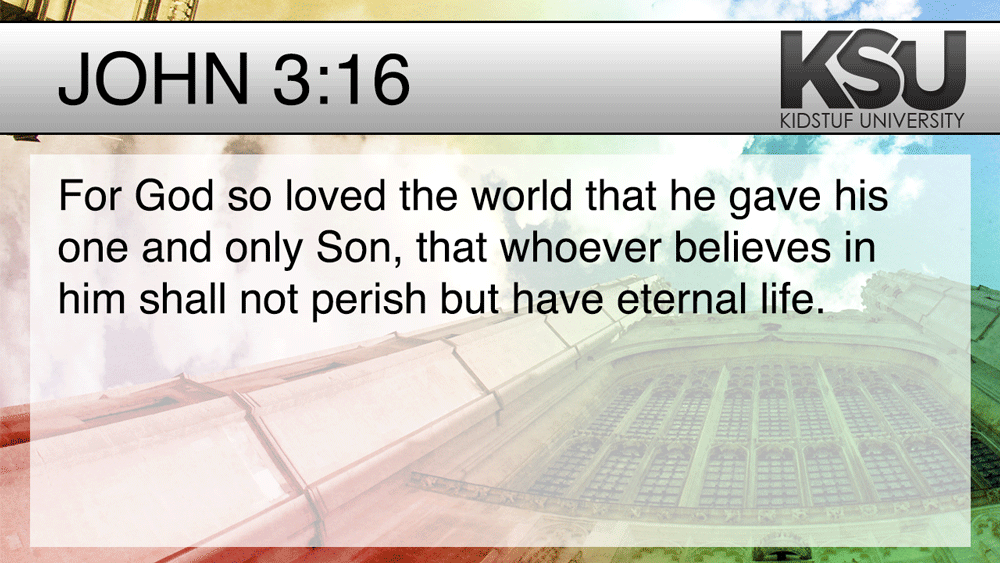 JOHN 3:16
KSU
KIDSTUF UNIVERSITY
For God so loved the world that he gave his
one and only Son, that whoever believes in
him shall not perish but have eternal life.